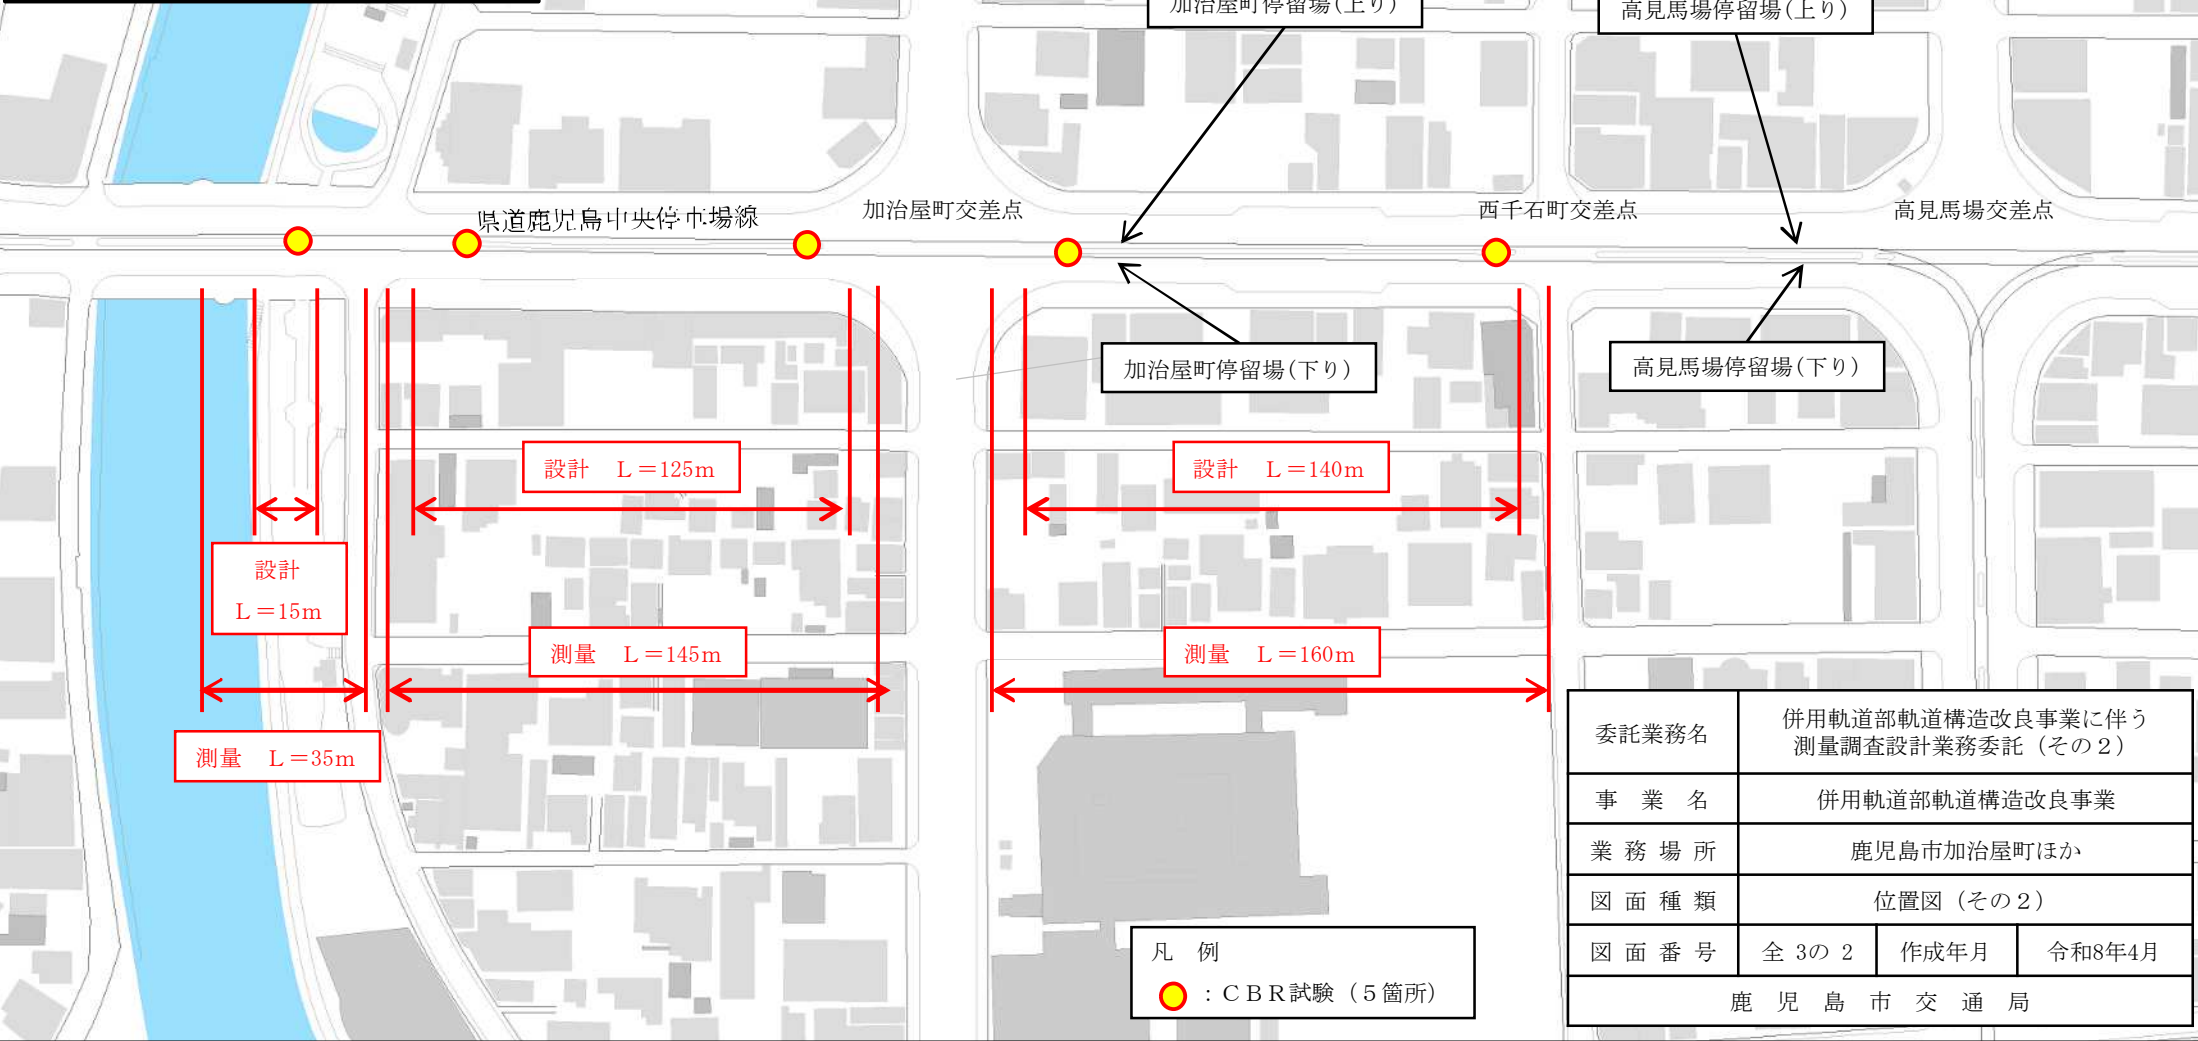 加治屋町停留場(上り)
高見馬場停留場(上り)
県道鹿児島中央停車場線
加治屋町交差点
西千石町交差点
高見馬場交差点
加治屋町停留場(下り)
高見馬場停留場(下り)
設計　L＝125m
設計　L＝140m
設計
L＝15m
測量　L＝145m
測量　L＝160m
測量　L＝35m
委託業務名
併用軌道部軌道構造改良事業に伴う
測量調査設計業務委託（その２）
事　業　名
併用軌道部軌道構造改良事業
業 務 場 所
鹿児島市加治屋町ほか
図 面 種 類
位置図（その２）
図 面 番 号
全 3の 2
作成年月
令和8年4月
鹿 児 島 市 交 通 局
凡　例
：ＣＢＲ試験（５箇所）